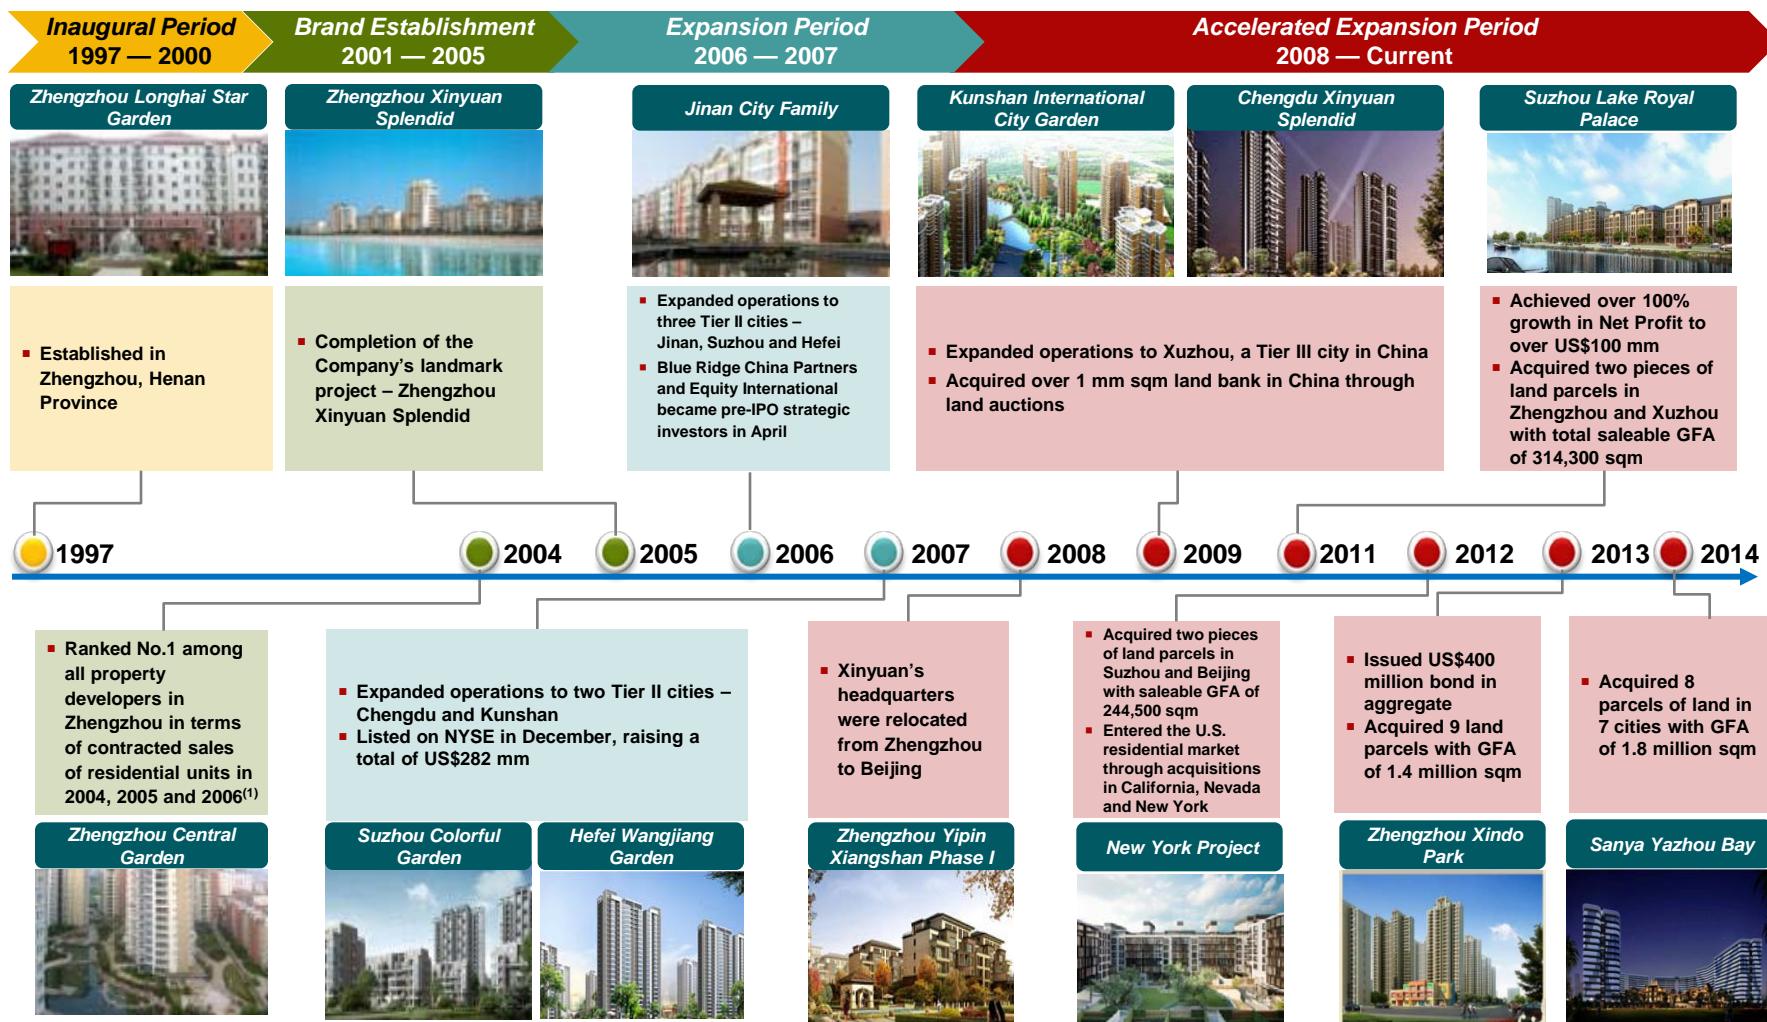 Inaugural Period
1997 — 2000
Brand Establishment
2001 — 2005
Expansion Period
2006 — 2007
Accelerated Expansion Period
2008 — Current
Zhengzhou Longhai Star
Garden
Zhengzhou Xinyuan
Splendid
Jinan City Family
Kunshan International
City Garden
Chengdu Xinyuan
Splendid
Suzhou Lake Royal
Palace
▪ Established in
Zhengzhou, Henan
Province
▪ Completion of the
Company’s landmark
project – Zhengzhou
Xinyuan Splendid
▪ Expanded operations to
three Tier II cities –
Jinan, Suzhou and Hefei
▪ Blue Ridge China Partners
and Equity International
became pre-IPO strategic
investors in April
▪ Expanded operations to Xuzhou, a Tier III city in China
▪ Acquired over 1 mm sqm land bank in China through
land auctions
▪ Achieved over 100%
growth in Net Profit to
over US$100 mm
▪ Acquired two pieces of
land parcels in
Zhengzhou and Xuzhou
with total saleable GFA
of 314,300 sqm
1997
2004
2005
2006
2007
2008
2009
2011
2012
2013
2014
▪ Ranked No.1 among
all property
developers in
Zhengzhou in terms
of contracted sales
of residential units in
2004, 2005 and 2006(1)
▪ Expanded operations to two Tier II cities –
Chengdu and Kunshan
▪ Listed on NYSE in December, raising a
total of US$282 mm
▪ Xinyuan’s
headquarters
were relocated
from Zhengzhou
to Beijing
▪ Acquired two pieces
of land parcels in
Suzhou and Beijing
with saleable GFA of
244,500 sqm
▪ Entered the U.S.
residential market
through acquisitions
in California, Nevada
and New York
▪ Issued US$400
million bond in
aggregate
▪ Acquired 9 land
parcels with GFA
of 1.4 million sqm
▪ Acquired 8
parcels of land in
7 cities with GFA
of 1.8 million sqm
Zhengzhou Central
Garden
Suzhou Colorful
Garden
Hefei Wangjiang
Garden
Zhengzhou Yipin
Xiangshan Phase I
New York Project
Zhengzhou Xindo
Park
Sanya Yazhou Bay